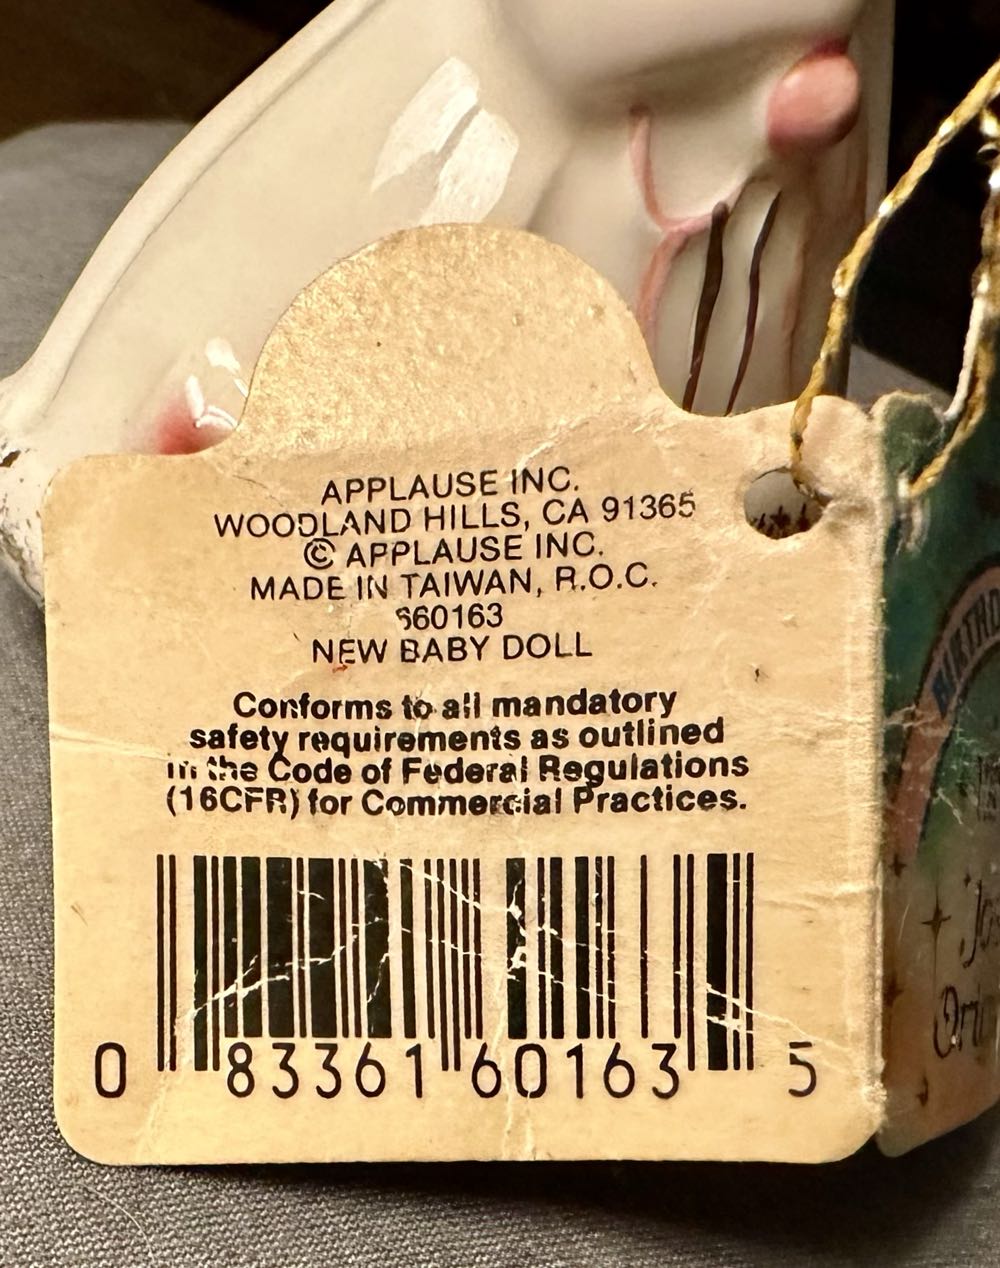 APPLAUSE INC.
WOODLAND HILLS, CA 91365
© APPLAUSE INC.
MADE IN TAIWAN, R.O.C.
S60163
NEW BABY DOLL
Conforms to all mandatory
safety requirements as outlined
in the Code of Federal Regulations
(16CFR) for Commercial Practices.
0 83361 60163 5